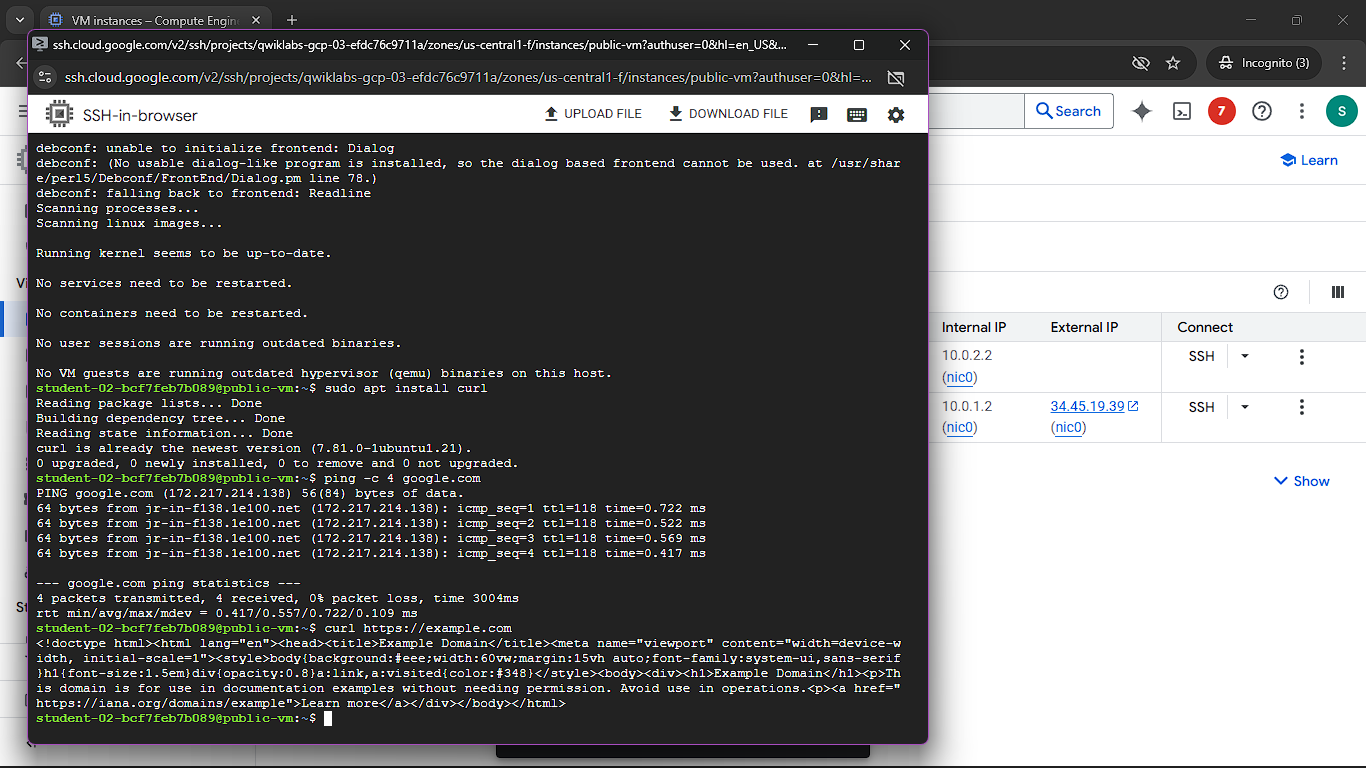 VM instances – Compute Engin
ssh.cloud.google.com/v2/ssh/projects/qwiklabs-gcp-03-efdc76c9711a/zones/us-central1-f/instances/public-vm?authuser=0&hl=en_US&...
ssh.cloud.google.com/v2/ssh/projects/qwiklabs-gcp-03-efdc76c9711a/zones/us-central1-f/instances/public-vm?authuser=0&hl=...
Incognito (3)
SSH-in-browser
UPLOAD FILE
DOWNLOAD FILE
Search
7
S
Learn
debconf: unable to initialize frontend: Dialog
debconf: (No usable dialog-like program is installed, so the dialog based frontend cannot be used. at /usr/shar
e/perl5/Debconf/FrontEnd/Dialog.pm line 78.)
debconf: falling back to frontend: Readline
Scanning processes...
Scanning linux images...
Running kernel seems to be up-to-date.
No services need to be restarted.
No containers need to be restarted.
No user sessions are running outdated binaries.
No VM guests are running outdated hypervisor (qemu) binaries on this host.
student-02-bcf7feb7b089@public-vm:~$ sudo apt install curl
Reading package lists... Done
Building dependency tree... Done
Reading state information... Done
curl is already the newest version (7.81.0-1ubuntu1.21).
0 upgraded, 0 newly installed, 0 to remove and 0 not upgraded.
student-02-bcf7feb7b089@public-vm:~$ ping -c 4 google.com
PING google.com (172.217.214.138) 56(84) bytes of data.
64 bytes from jr-in-f138.1e100.net (172.217.214.138): icmp_seq=1 ttl=118 time=0.722 ms
64 bytes from jr-in-f138.1e100.net (172.217.214.138): icmp_seq=2 ttl=118 time=0.522 ms
64 bytes from jr-in-f138.1e100.net (172.217.214.138): icmp_seq=3 ttl=118 time=0.569 ms
64 bytes from jr-in-f138.1e100.net (172.217.214.138): icmp_seq=4 ttl=118 time=0.417 ms
--- google.com ping statistics ---
4 packets transmitted, 4 received, 0% packet loss, time 3004ms
rtt min/avg/max/mdev = 0.417/0.557/0.722/0.109 ms
student-02-bcf7feb7b089@public-vm:~$ curl https://example.com
<!doctype html><html lang="en"><head><title>Example Domain</title><meta name="viewport" content="width=device-w
idth, initial-scale=1"><style>body{background:#eee;width:60vw;margin:15vh auto;font-family:system-ui,sans-serif
}h1{font-size:1.5em}div{opacity:0.8}a:link,a:visited{color:#348}</style><body><div><h1>Example Domain</h1><p>Th
is domain is for use in documentation examples without needing permission. Avoid use in operations.<p><a href="
https://iana.org/domains/example">Learn more</a></div></body></html>
student-02-bcf7feb7b089@public-vm:~$
Internal IP
External IP
Connect
10.0.2.2
(nic0)
SSH
10.0.1.2
(nic0)
34.45.19.39
(nic0)
SSH
Show